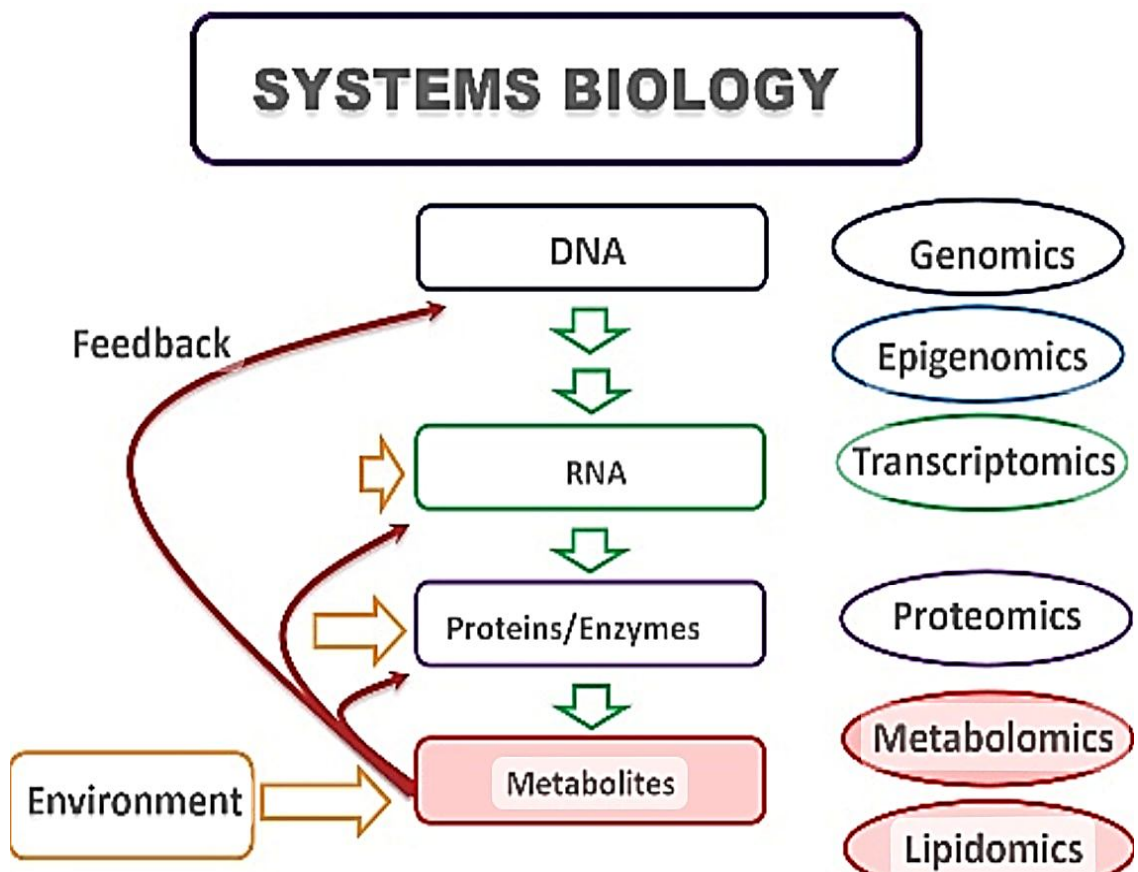 SYSTEMS BIOLOGY
DNA
Genomics
Feedback
Epigenomics
RNA
Transcriptomics
Proteins/Enzymes
Proteomics
Metabolomics
Environment
Metabolites
Lipidomics